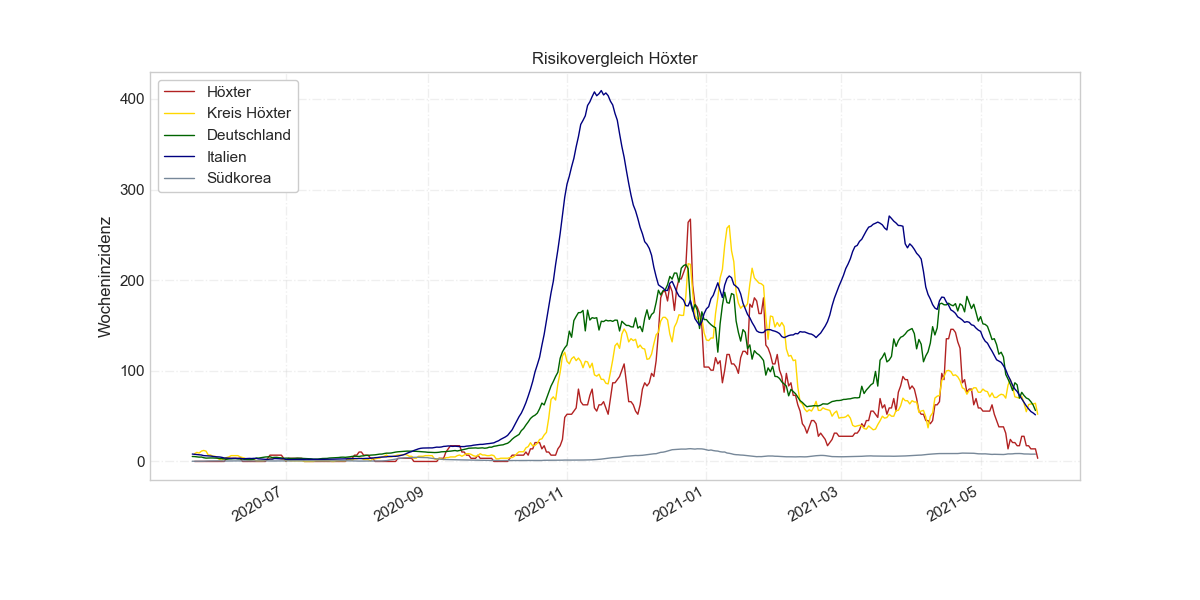 Risikovergleich Höxter
Höxter
Kreis Höxter
Deutschland
Italien
Südkorea
Wocheninzidenz
400
300
200
100
0
2020-07
2020-09
2020-11
2021-01
2021-03
2021-05